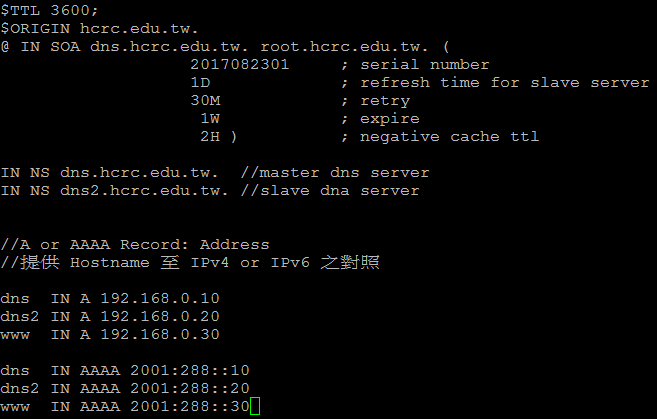 $TTL 3600;
$ORIGIN hcrc.edu.tw.
@ IN SOA dns.hcrc.edu.tw. root.hcrc.edu.tw. (
2017082301 ; serial number
1D ; refresh time for slave server
30M ; retry
1W ; expire
2H ) ; negative cache ttl
IN NS dns.hcrc.edu.tw. //master dns server
IN NS dns2.hcrc.edu.tw. //slave dna server
//A or AAAA Record: Address
//提供 Hostname 至 IPv4 or IPv6 之對照
dns IN A 192.168.0.10
dns2 IN A 192.168.0.20
www IN A 192.168.0.30
dns IN AAAA 2001:288::10
dns2 IN AAAA 2001:288::20
www IN AAAA 2001:288::30